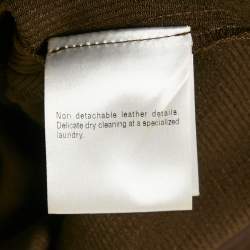 Non detachable leather details.
Delicate dry cleaning at a specialized
laundry.